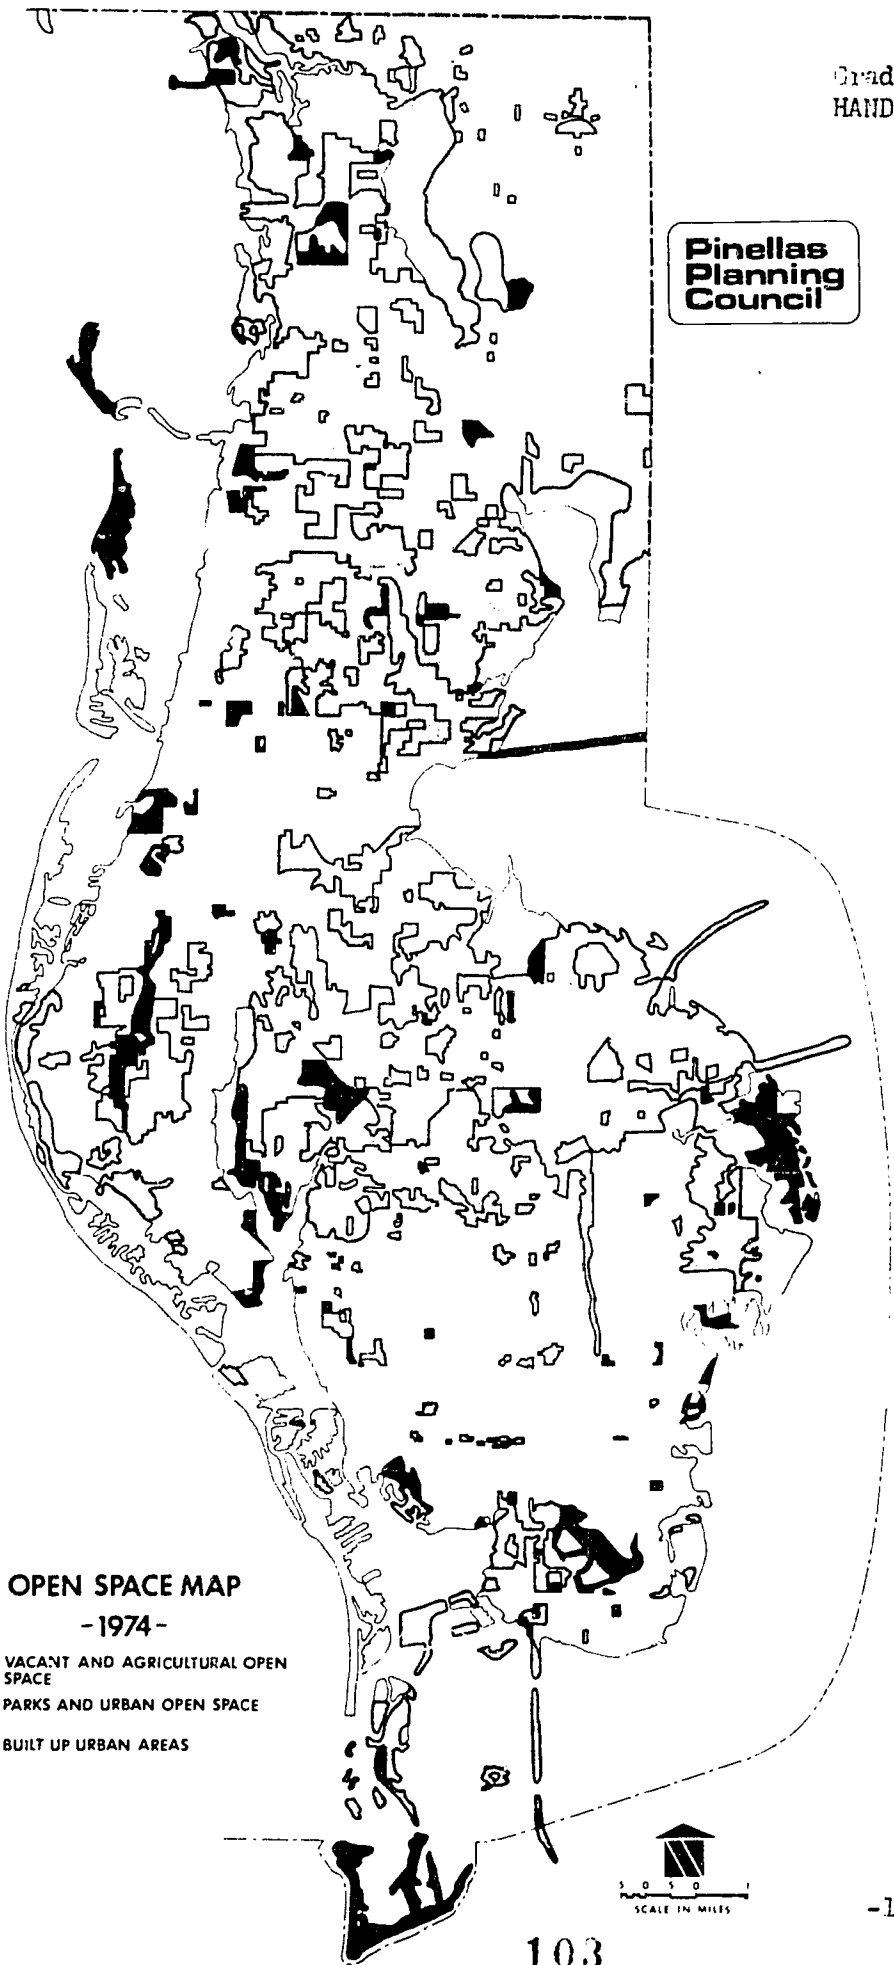 Grad
HAND
Pinellas
Planning
Council
OPEN SPACE MAP
-1974-
VACANT AND AGRICULTURAL OPEN
SPACE
PARKS AND URBAN OPEN SPACE
BUILT UP URBAN AREAS
SCALE IN MILES
-1
103